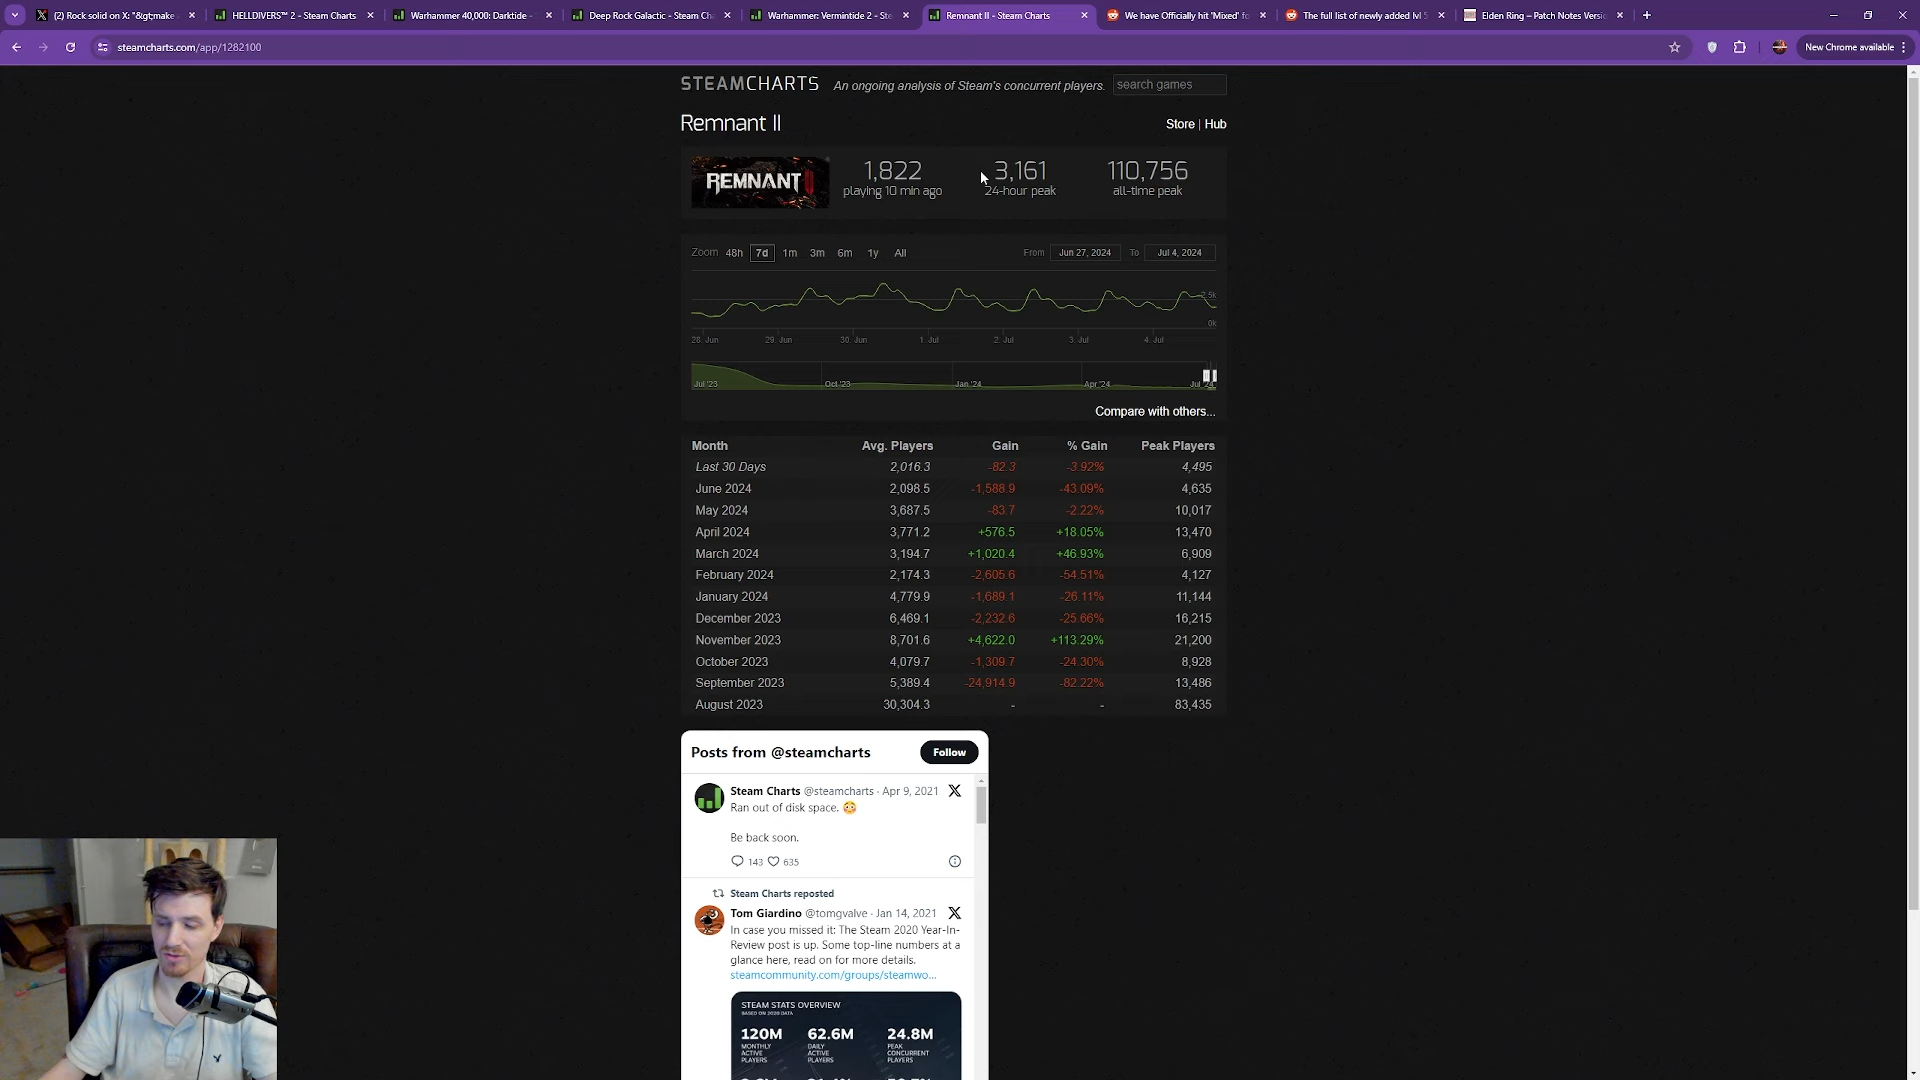 (2) Rock solid on X: "&gt;make
HELLDIVERS™ 2 - Steam Charts
Warhammer 40,000: Darktide -
Deep Rock Galactic - Steam Cha
Warhammer: Vermintide 2 - Ste
Remnant II - Steam Charts
We have Officially hit 'Mixed' fo
The full list of newly added lvl 5
Elden Ring – Patch Notes Versio
steamcharts.com/app/1282100
New Chrome available
STEAMCHARTS An ongoing analysis of Steam's concurrent players. search games
Remnant II
Store | Hub
REMNANT II
1,822 3,161 110,756
playing 10 min ago 24-hour peak all-time peak
Zoom 48h 7d 1m 3m 6m 1y All From Jun 27, 2024 To Jul 4, 2024
2.5k
0k
28. Jun 29. Jun 30. Jun 1. Jul 2. Jul 3. Jul 4. Jul
Jul '23 Oct '23 Jan '24 Apr '24 Jul '24
Compare with others...
Month Avg. Players Gain % Gain Peak Players
Last 30 Days 2,016.3 -82.3 -3.92% 4,495
June 2024 2,098.5 -1,588.9 -43.09% 4,635
May 2024 3,687.5 -83.7 -2.22% 10,017
April 2024 3,771.2 +576.5 +18.05% 13,470
March 2024 3,194.7 +1,020.4 +46.93% 6,909
February 2024 2,174.3 -2,605.6 -54.51% 4,127
January 2024 4,779.9 -1,689.1 -26.11% 11,144
December 2023 6,469.1 -2,232.6 -25.66% 16,215
November 2023 8,701.6 +4,622.0 +113.29% 21,200
October 2023 4,079.7 -1,309.7 -24.30% 8,928
September 2023 5,389.4 -24,914.9 -82.22% 13,486
August 2023 30,304.3 - - 83,435
Posts from @steamcharts Follow
Steam Charts @steamcharts · Apr 9, 2021
Ran out of disk space.
Be back soon.
143 635
Steam Charts reposted
Tom Giardino @tomgvalve · Jan 14, 2021
In case you missed it: The Steam 2020 Year-In-
Review post is up. Some top-line numbers at a
glance here, read on for more details.
steamcommunity.com/groups/steamwo...
STEAM STATS OVERVIEW
BASED ON 2020 DATA
120M 62.6M 24.8M
MONTHLY DAILY PEAK
ACTIVE ACTIVE CONCURRENT
PLAYERS PLAYERS PLAYERS